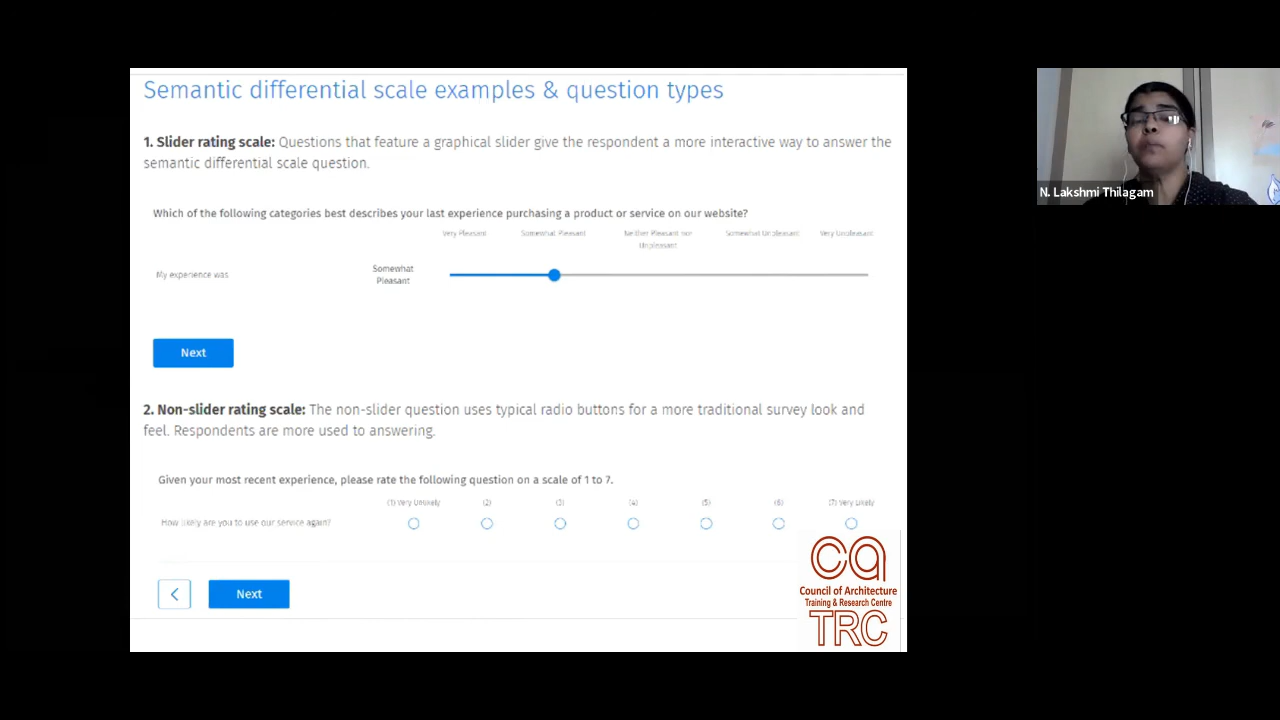 Semantic differential scale examples & question types
1. Slider rating scale: Questions that feature a graphical slider give the respondent a more interactive way to answer the
semantic differential scale question.
Which of the following categories best describes your last experience purchasing a product or service on our website?
Very Pleasant Somewhat Pleasant Neither Pleasant nor Somewhat Unpleasant Very Unpleasant
Unpleasant
My experience was
Somewhat
Pleasant
Next
2. Non-slider rating scale: The non-slider question uses typical radio buttons for a more traditional survey look and
feel. Respondents are more used to answering.
Given your most recent experience, please rate the following question on a scale of 1 to 7.
(1) Very Unlikely (2) (3) (4) (5) (6) (7) Very Likely
How likely are you to use our service again?
Next
ca
Council of Architecture
Training & Research Centre
TRC
N. Lakshmi Thilagam